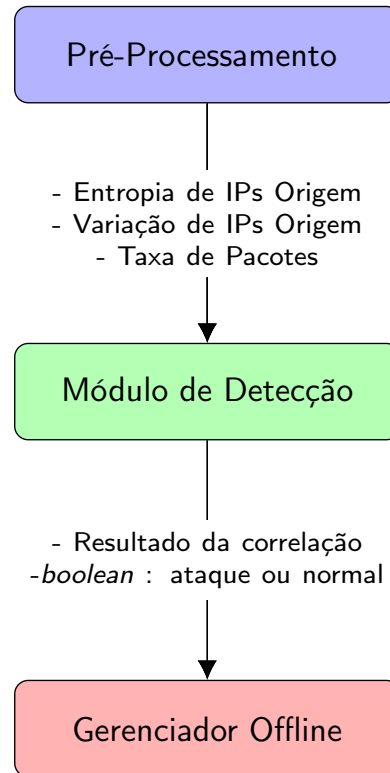 Pré-Processamento
- Entropia de IPs Origem
- Variação de IPs Origem
- Taxa de Pacotes
Módulo de Detecção
- Resultado da correlação
-boolean : ataque ou normal
Gerenciador Offline